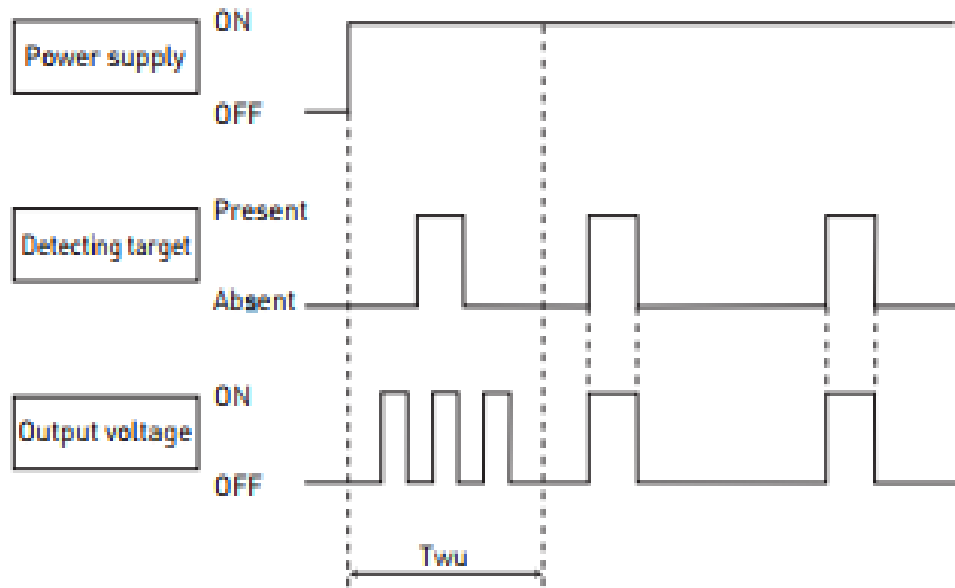 ON
Power supply
OFF
Present
Detecting target
Absent
ON
Output voltage
OFF
Twu